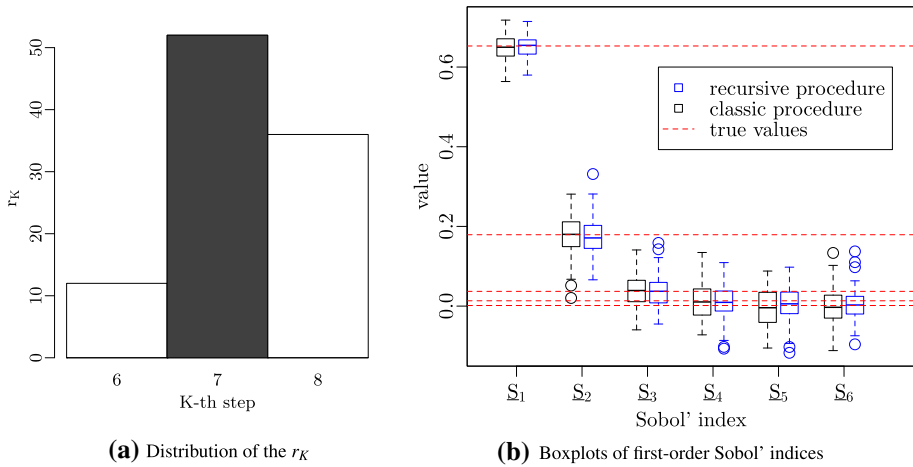 50
40
30
20
10
0
r_K
6 7 8
K-th step
(a) Distribution of the r_K
0.6
0.4
0.2
0.0
value
recursive procedure
classic procedure
true values
S_1 S_2 S_3 S_4 S_5 S_6
Sobol' index
(b) Boxplots of first-order Sobol' indices